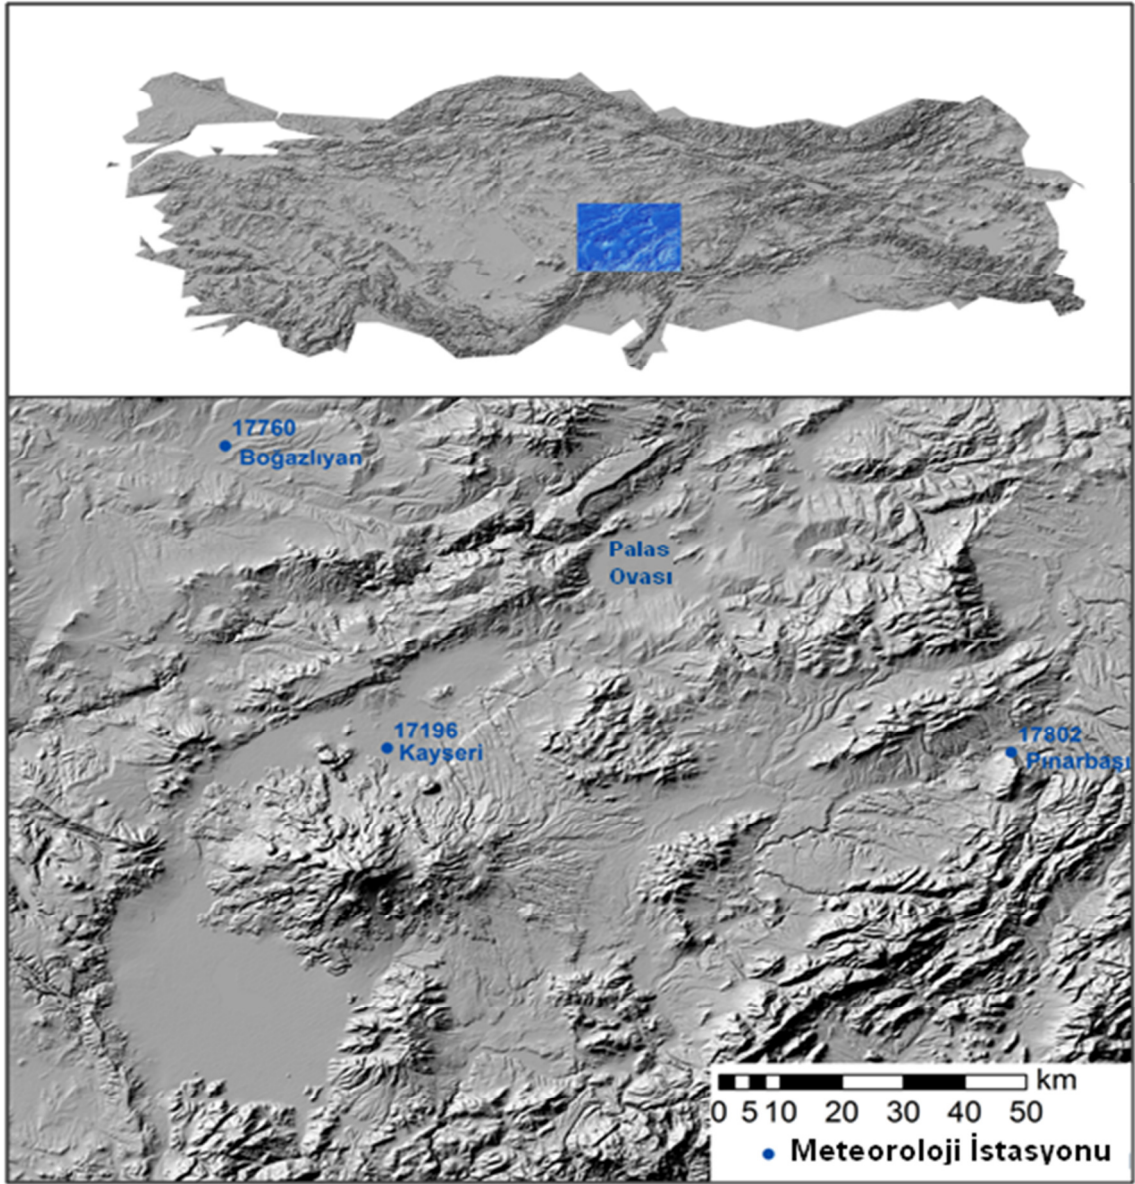 17760
Boğazlıyan
Palas
Ovası
17196
Kayseri
17802
Pınarbaşı
km
0 5 10 20 30 40 50
Meteoroloji İstasyonu